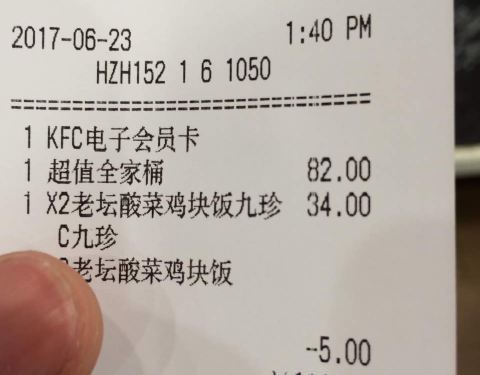 2017-06-23 1:40 PM
HZH152 1 6 1050
1 KFC电子会员卡
1 超值全家桶 82.00
1 X2老坛酸菜鸡块饭九珍 34.00
C九珍
老坛酸菜鸡块饭
-5.00